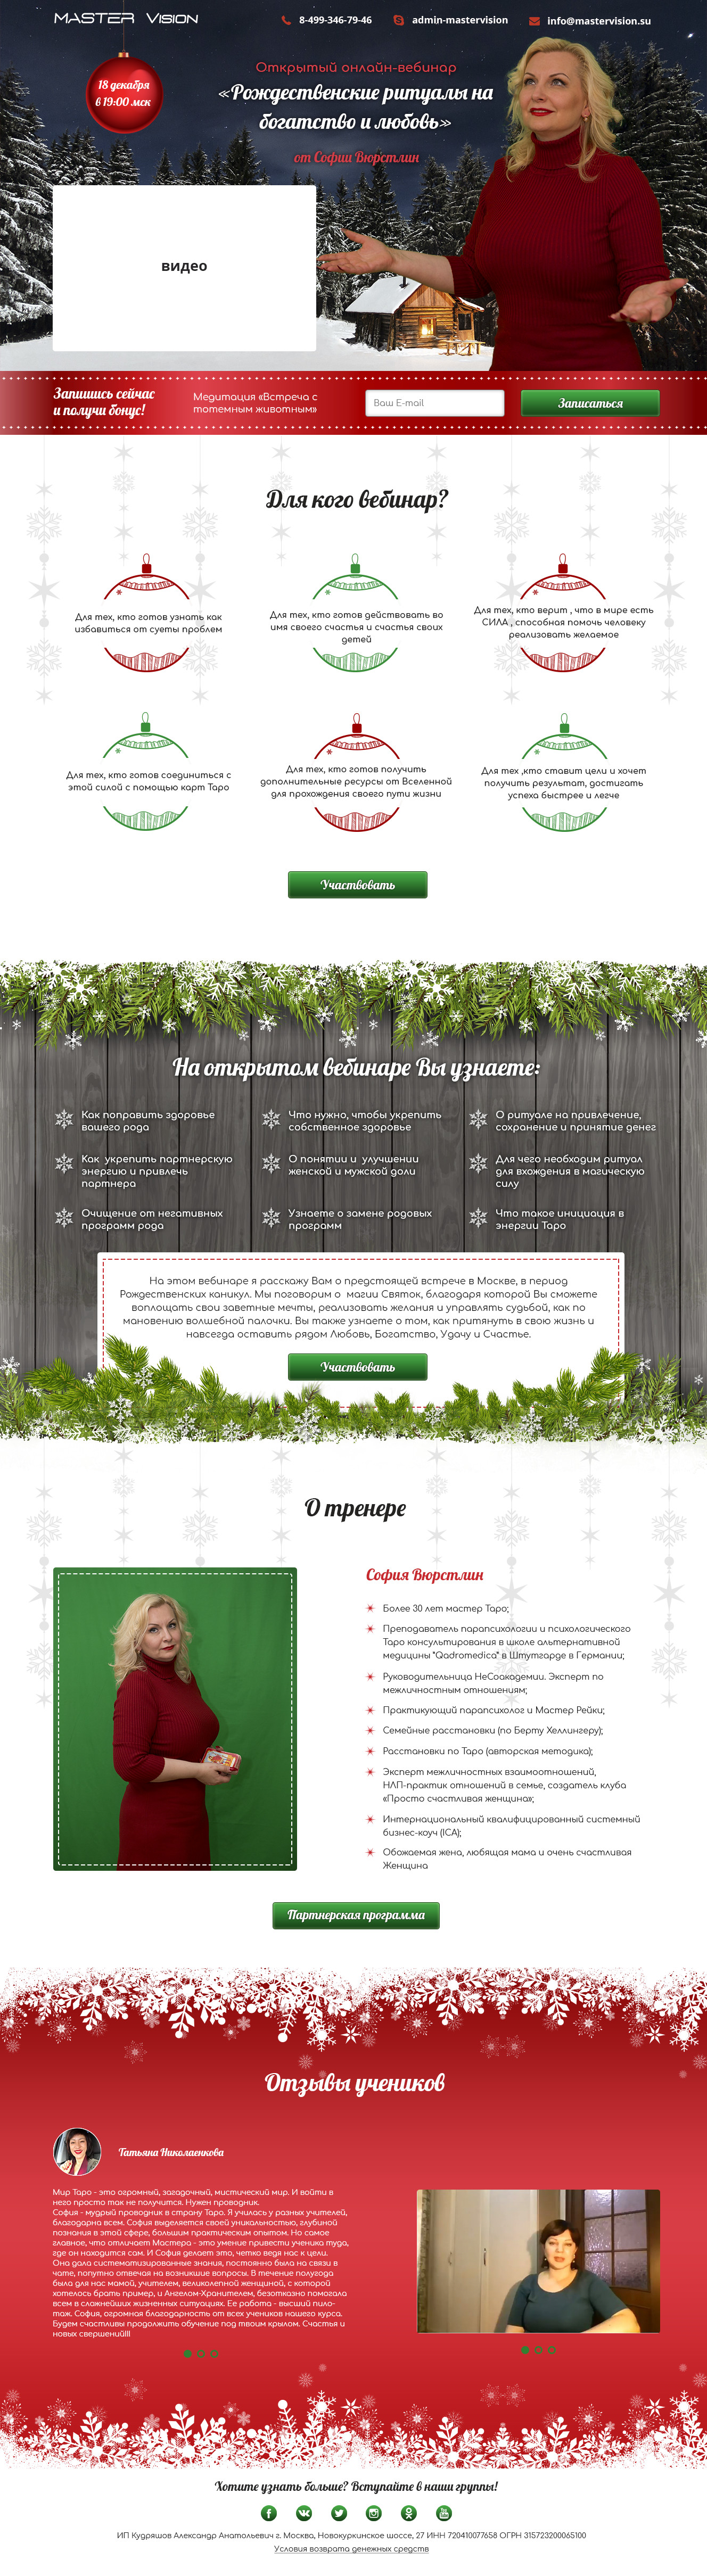 MASTER VISION
8-499-346-79-46
admin-mastervision
info@mastervision.su
18 декабря
в 19:00 мск
Открытый онлайн-вебинар
«Рождественские ритуалы на
богатство и любовь»
от Софии Вюрстлин
видео
Запишись сейчас
и получи бонус!
Медитация «Встреча с
тотемным животным»
Ваш E-mail
Записаться
Для кого вебинар?
Для тех, кто готов узнать как
избавиться от суеты проблем
Для тех, кто готов действовать во
имя своего счастья и счастья своих
детей
Для тех, кто верит , что в мире есть
СИЛА , способная помочь человеку
реализовать желаемое
Для тех, кто готов соединиться с
этой силой с помощью карт Таро
Для тех, кто готов получить
дополнительные ресурсы от Вселенной
для прохождения своего пути жизни
Для тех ,кто ставит цели и хочет
получить результат, достигать
успеха быстрее и легче
Участвовать
На открытом вебинаре Вы узнаете:
Как поправить здоровье
вашего рода
Что нужно, чтобы укрепить
собственное здоровье
О ритуале на привлечение,
сохранение и принятие денег
Как укрепить партнерскую
энергию и привлечь
партнера
О понятии и улучшении
женской и мужской доли
Для чего необходим ритуал
для вхождения в магическую
силу
Очищение от негативных
программ рода
Узнаете о замене родовых
программ
Что такое инициация в
энергии Таро
На этом вебинаре я расскажу Вам о предстоящей встрече в Москве, в период
Рождественских каникул. Мы поговорим о магии Святок, благодаря которой Вы сможете
воплощать свои заветные мечты, реализовать желания и управлять судьбой, как по
мановению волшебной палочки. Вы также узнаете о том, как притянуть в свою жизнь и
навсегда оставить рядом Любовь, Богатство, Удачу и Счастье.
Участвовать
О тренере
София Вюрстлин
Более 30 лет мастер Таро;
Преподаватель парапсихологии и психологического
Таро консультирования в школе альтернативной
медицины "Qadromedica" в Штутгарде в Германии;
Руководительница НеСоакадемии. Эксперт по
межличностным отношениям;
Практикующий парапсихолог и Мастер Рейки;
Семейные расстановки (по Берту Хеллингеру);
Расстановки по Таро (авторская методика);
Эксперт межличностных взаимоотношений,
НЛП-практик отношений в семье, создатель клуба
«Просто счастливая женщина»;
Интернациональный квалифицированный системный
бизнес-коуч (ICA);
Обожаемая жена, любящая мама и очень счастливая
Женщина
Партнерская программа
Отзывы учеников
Татьяна Николаенкова
Мир Таро - это огромный, загадочный, мистический мир. И войти в
него просто так не получится. Нужен проводник.
София - мудрый проводник в страну Таро. Я училась у разных учителей,
благодарна всем. София выделяется своей уникальностью, глубиной
познания в этой сфере, большим практическим опытом. Но самое
главное, что отличает Мастера - это умение привести ученика туда,
где он находится сам. И София делает это, четко ведя нас к цели.
Она дала систематизированные знания, постоянно была на связи в
чате, попутно отвечая на возникшие вопросы. В течение полугода
была для нас мамой, учителем, великолепной женщиной, с которой
хотелось брать пример, и Ангелом-Хранителем, безотказно помогала
всем в сложнейших жизненных ситуациях. Ее работа - высший пило-
таж. София, огромная благодарность от всех учеников нашего курса.
Будем счастливы продолжить обучение под твоим крылом. Счастья и
новых свершений!!!
Хотите узнать больше? Вступайте в наши группы!
ИП Кудряшов Александр Анатольевич г. Москва, Новокуркинское шоссе, 27 ИНН 720410077658 ОГРН 315723200065100
Условия возврата денежных средств